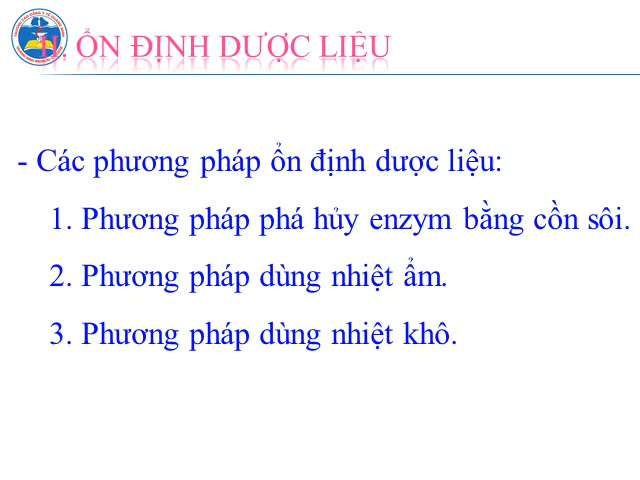 ỔN ĐỊNH DƯỢC LIỆU
- Các phương pháp ổn định dược liệu:
1. Phương pháp phá hủy enzym bằng cồn sôi.
2. Phương pháp dùng nhiệt ẩm.
3. Phương pháp dùng nhiệt khô.